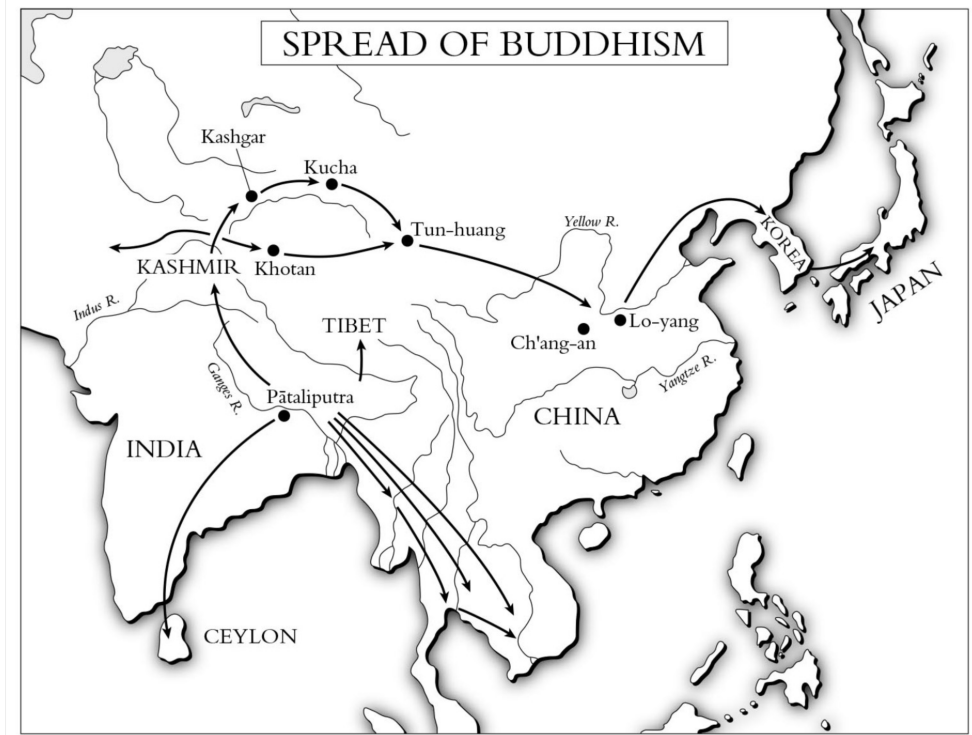 SPREAD OF BUDDHISM
Kashgar
Kucha
Tun-huang
Yellow R.
KASHMIR
Khotan
KOREA
JAPAN
Indus R.
TIBET
Lo-yang
Ch'ang-an
Ganges R.
Pātaliputra
Yangtze R.
CHINA
INDIA
CEYLON